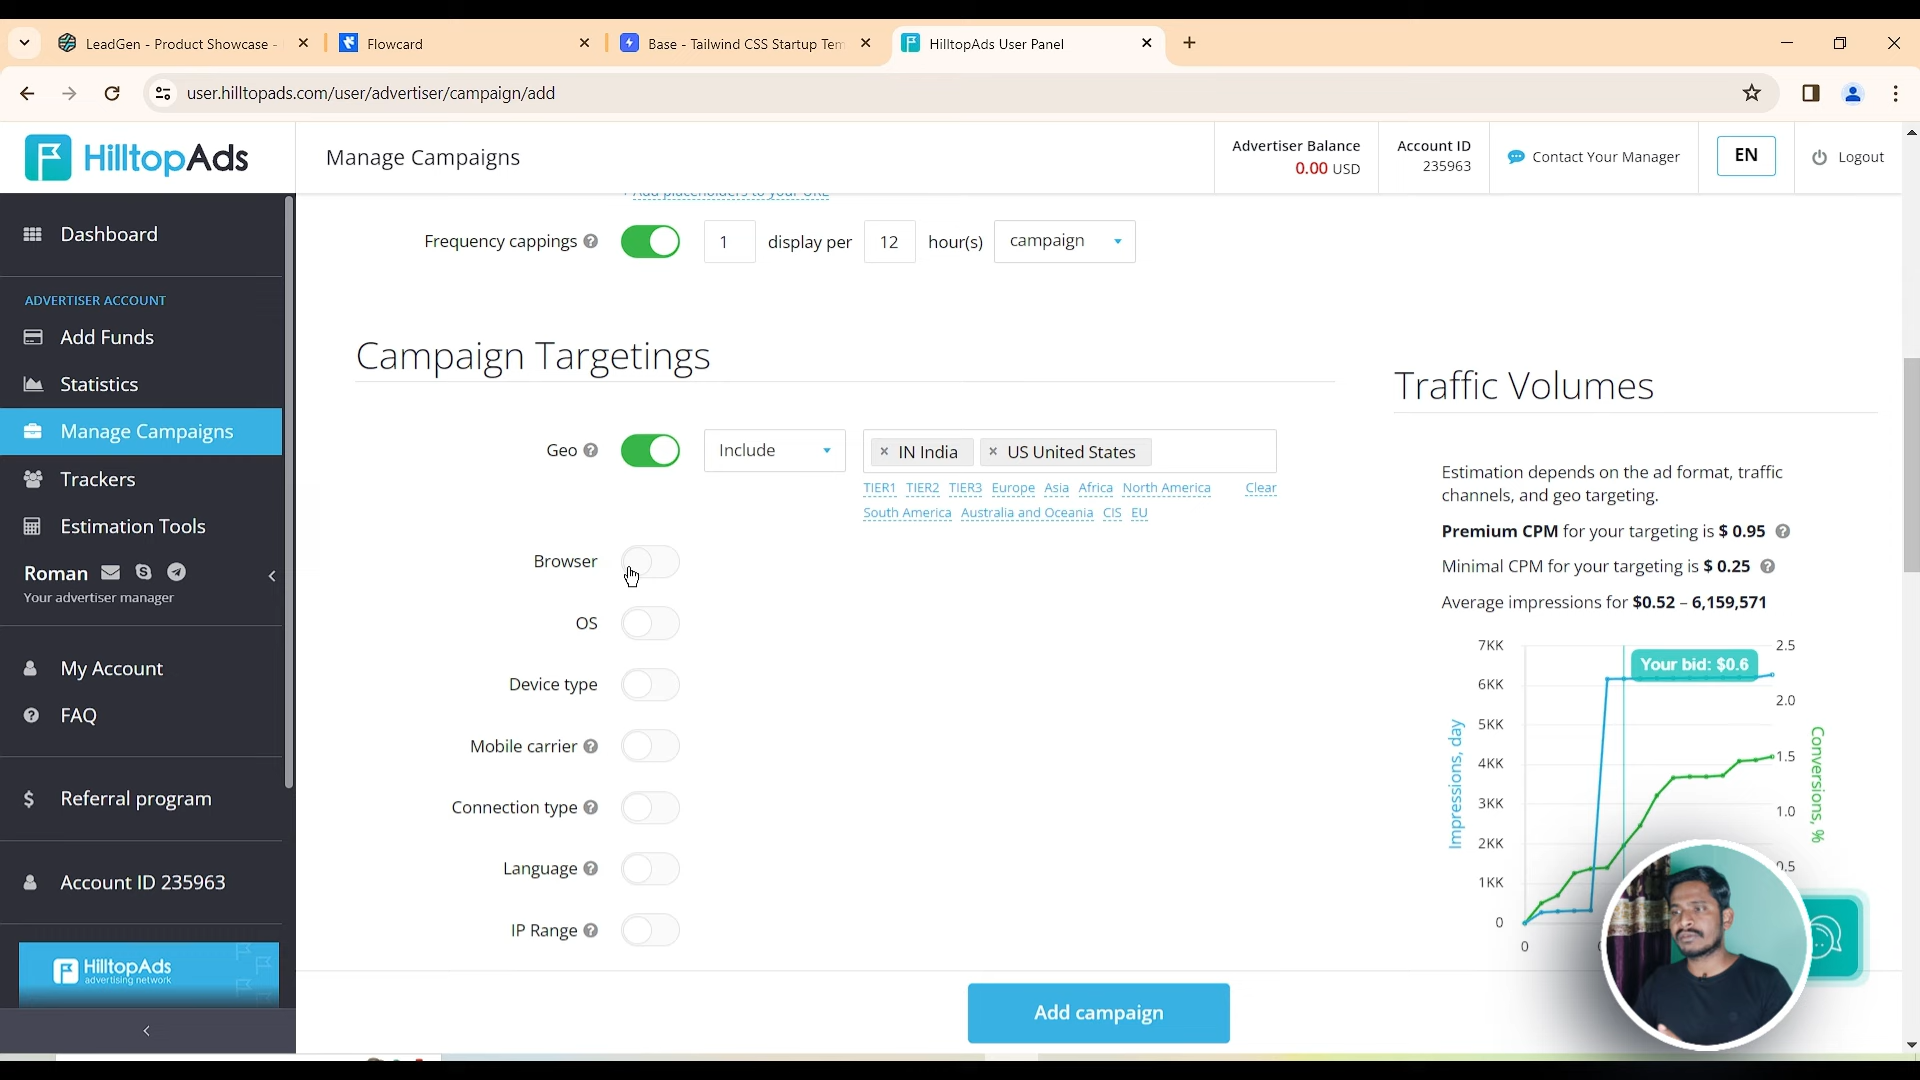 LeadGen - Product Showcase -
Flowcard
Base - Tailwind CSS Startup Tem
HilltopAds User Panel
user.hilltopads.com/user/advertiser/campaign/add
HilltopAds
Manage Campaigns
Advertiser Balance
0.00 USD
Account ID
235963
Contact Your Manager
EN
Logout
+ Add placeholders to your URL
Dashboard
ADVERTISER ACCOUNT
Add Funds
Statistics
Manage Campaigns
Trackers
Estimation Tools
Roman
Your advertiser manager
My Account
FAQ
Referral program
Account ID 235963
HilltopAds
advertising network
Frequency cappings ? 1 display per 12 hour(s) campaign
Campaign Targetings
Geo ? Include × IN India × US United States
TIER1 TIER2 TIER3 Europe Asia Africa North America Clear
South America Australia and Oceania CIS EU
Browser
OS
Device type
Mobile carrier ?
Connection type ?
Language ?
IP Range ?
Add campaign
Traffic Volumes
Estimation depends on the ad format, traffic
channels, and geo targeting.
Premium CPM for your targeting is $ 0.95 ?
Minimal CPM for your targeting is $ 0.25 ?
Average impressions for $0.52 – 6,159,571
Your bid: $0.6
7KK
6KK
5KK
4KK
3KK
2KK
1KK
0
Impressions, day
2.5
2.0
1.5
1.0
0.5
Conversions, %
0